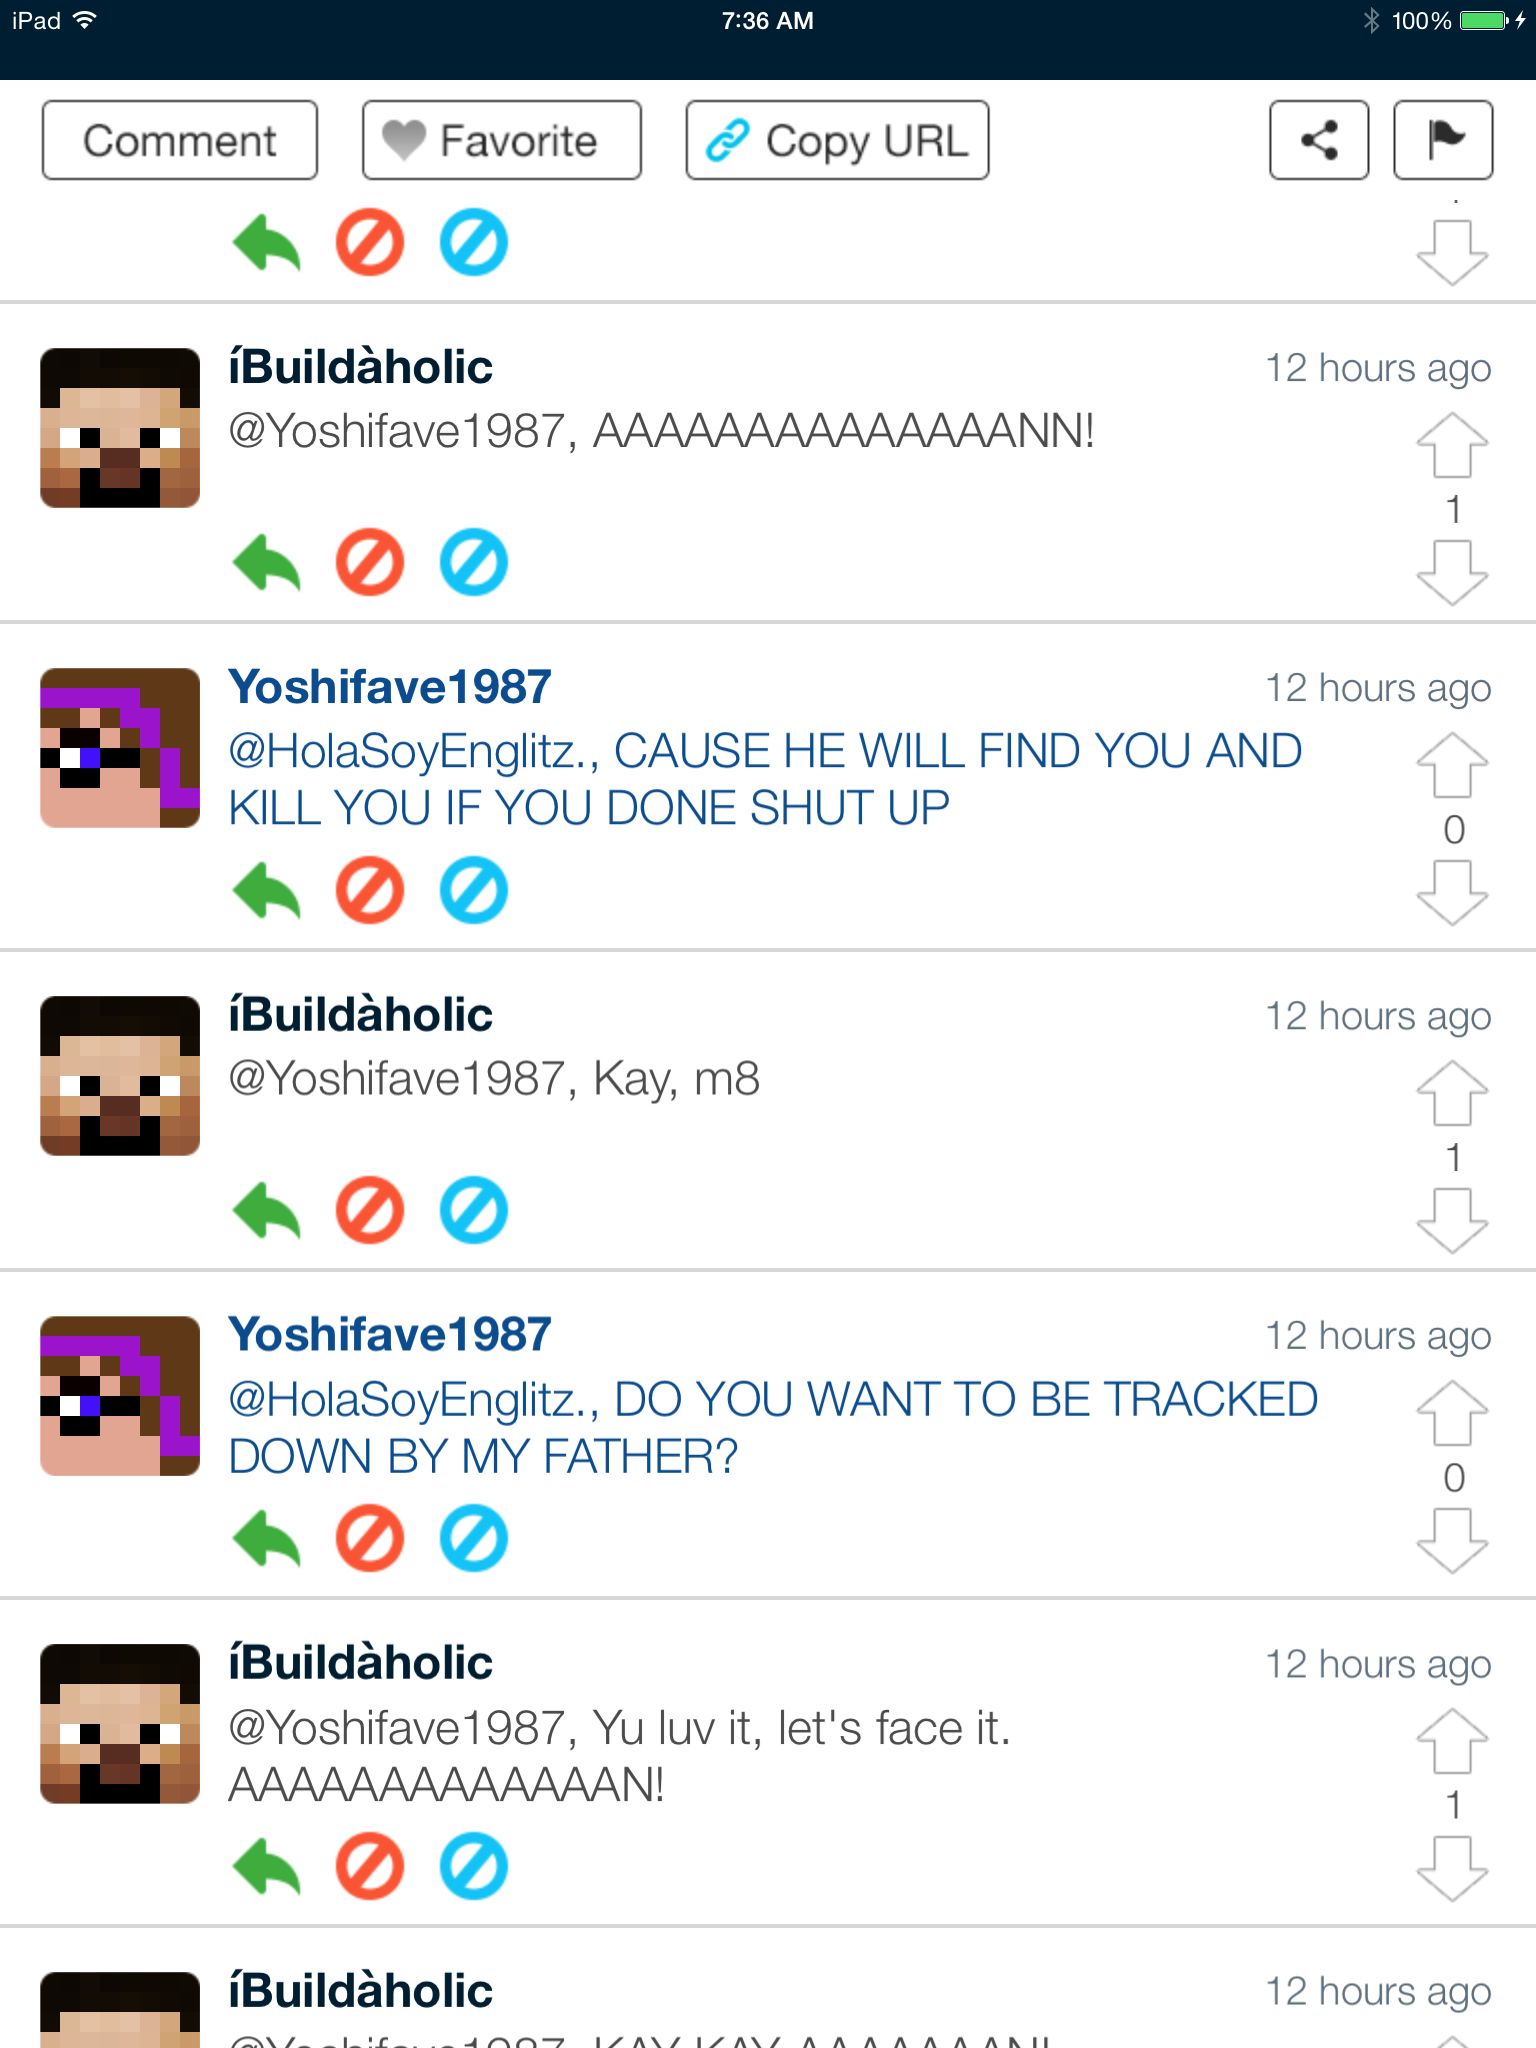 iPad 7:36 AM 100%
Comment Favorite Copy URL
íBuildàholic 12 hours ago
@Yoshifave1987, AAAAAAAAAAAAAANN!
1
Yoshifave1987 12 hours ago
@HolaSoyEnglitz., CAUSE HE WILL FIND YOU AND
KILL YOU IF YOU DONE SHUT UP
0
íBuildàholic 12 hours ago
@Yoshifave1987, Kay, m8
1
Yoshifave1987 12 hours ago
@HolaSoyEnglitz., DO YOU WANT TO BE TRACKED
DOWN BY MY FATHER?
0
íBuildàholic 12 hours ago
@Yoshifave1987, Yu luv it, let's face it.
AAAAAAAAAAAAAN!
1
íBuildàholic 12 hours ago
@Yoshifave1987, KAY KAY AAAAAAAN!